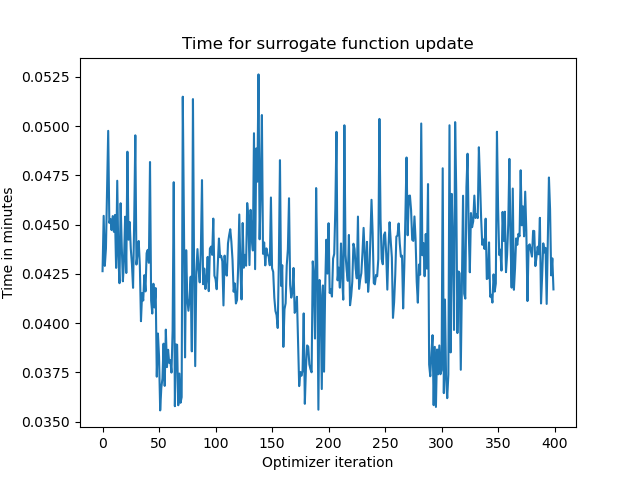 Time for surrogate function update
Time in minutes
0.0525
0.0500
0.0475
0.0450
0.0425
0.0400
0.0375
0.0350
0 50 100 150 200 250 300 350 400
Optimizer iteration